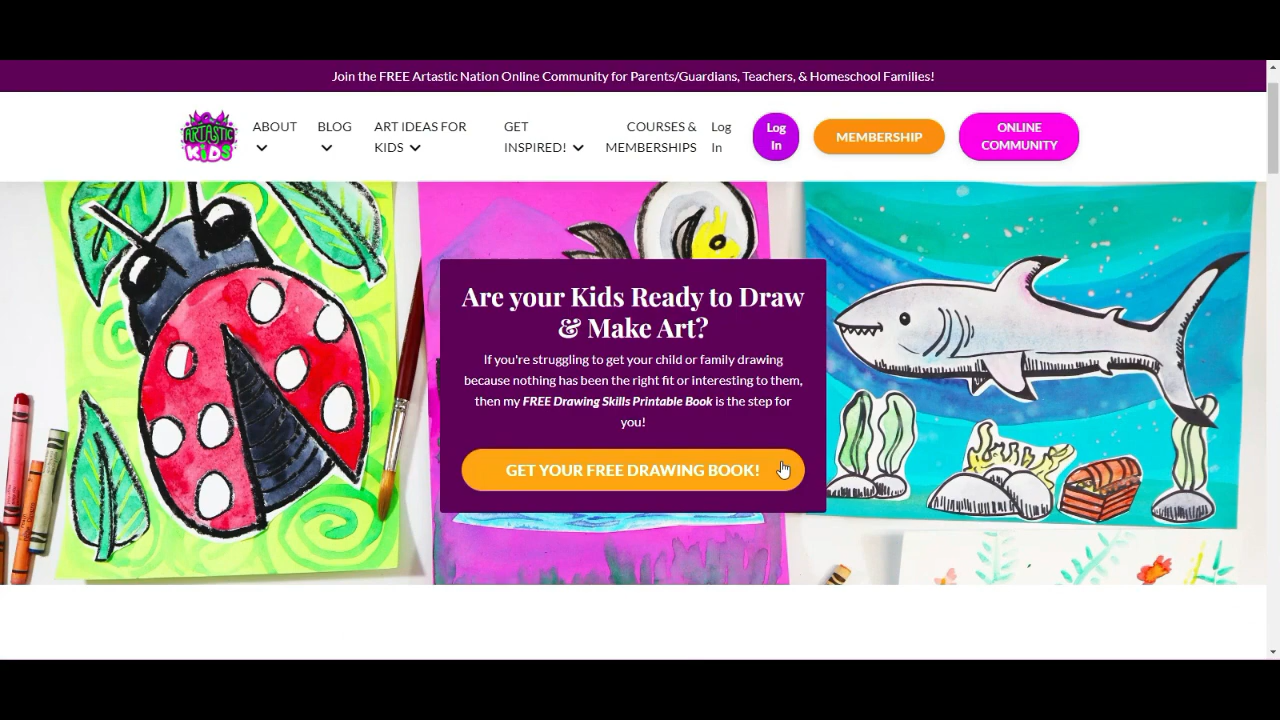 Join the FREE Artastic Nation Online Community for Parents/Guardians, Teachers, & Homeschool Families!
ARTASTIC
KIDS
ABOUT
BLOG
ART IDEAS FOR
KIDS
GET
INSPIRED!
COURSES &
MEMBERSHIPS
Log
In
Log
In
MEMBERSHIP
ONLINE
COMMUNITY
Are your Kids Ready to Draw
& Make Art?
If you're struggling to get your child or family drawing
because nothing has been the right fit or interesting to them,
then my FREE Drawing Skills Printable Book is the step for
you!
GET YOUR FREE DRAWING BOOK!